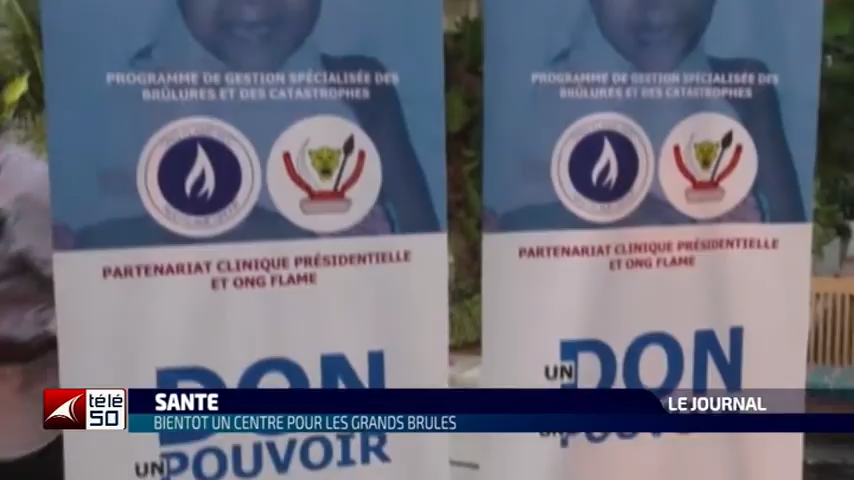 PROGRAMME DE GESTION SPÉCIALISÉE DES
BRÛLURES ET DES CATASTROPHES
PARTENARIAT CLINIQUE PRÉSIDENTIELLE
ET ONG FLAME
DON
UN POUVOIR
PROGRAMME DE GESTION SPÉCIALISÉE DES
BRÛLURES ET DES CATASTROPHES
PARTENARIAT CLINIQUE PRÉSIDENTIELLE
ET ONG FLAME
UN DON
télé
50
SANTE
BIENTOT UN CENTRE POUR LES GRANDS BRULES
LE JOURNAL